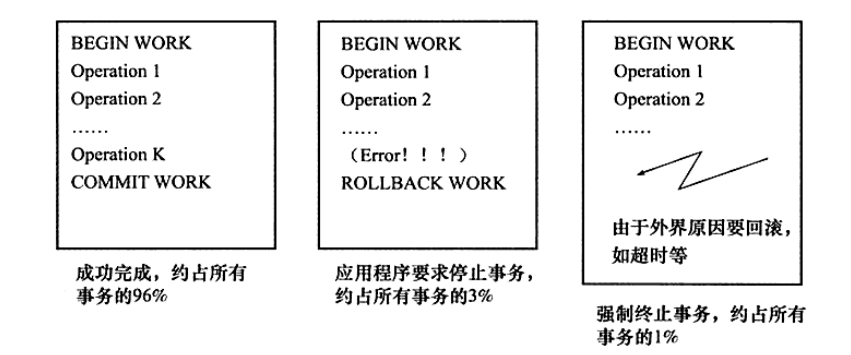 BEGIN WORK
Operation 1
Operation 2
……
Operation K
COMMIT WORK
成功完成，约占所有
事务的96%
BEGIN WORK
Operation 1
Operation 2
……
（Error！！！）
ROLLBACK WORK
应用程序要求停止事务，
约占所有事务的3%
BEGIN WORK
Operation 1
Operation 2
……
由于外界原因要回滚，
如超时等
强制终止事务，约占所有
事务的1%